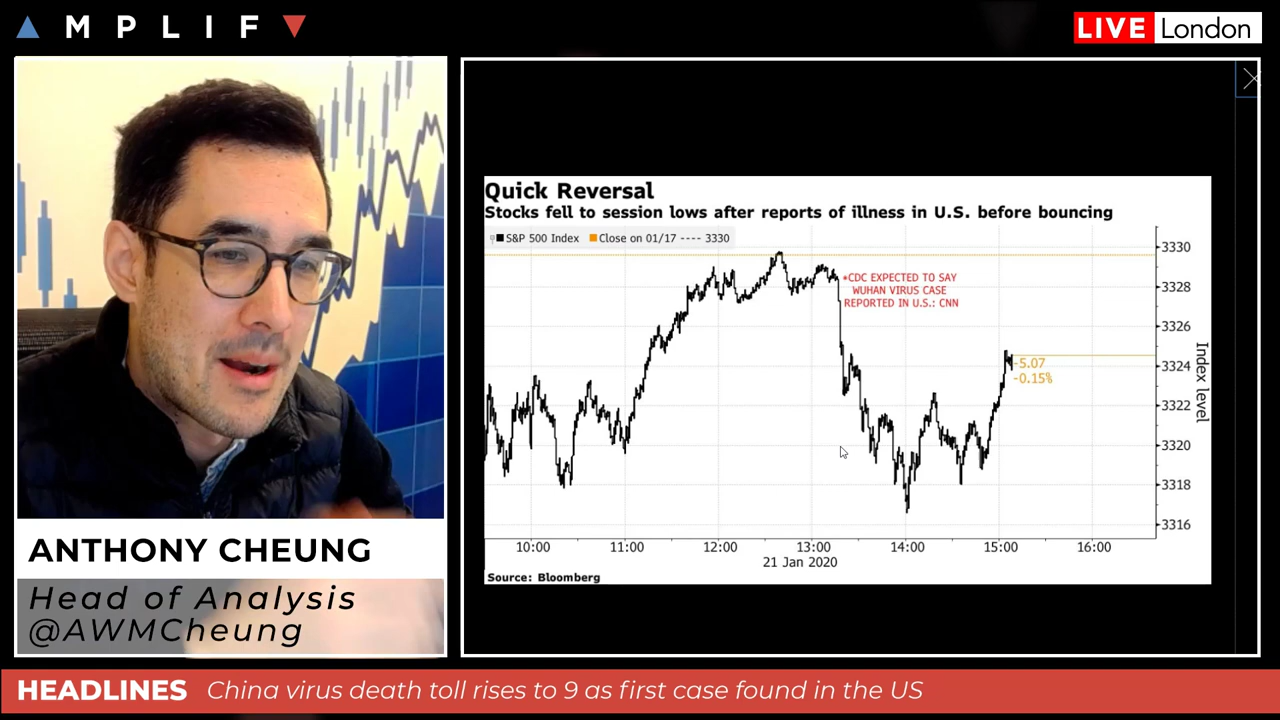 ▲ M P L I F ▼
LIVE London
Quick Reversal
Stocks fell to session lows after reports of illness in U.S. before bouncing
S&P 500 Index Close on 01/17 ---- 3330
*CDC EXPECTED TO SAY
WUHAN VIRUS CASE
REPORTED IN U.S.: CNN
3330
3328
3326
3324
3322
3320
3318
3316
Index level
-5.07
-0.15%
10:00 11:00 12:00 13:00 14:00 15:00 16:00
21 Jan 2020
Source: Bloomberg
ANTHONY CHEUNG
Head of Analysis
@AWMCheung
HEADLINES China virus death toll rises to 9 as first case found in the US